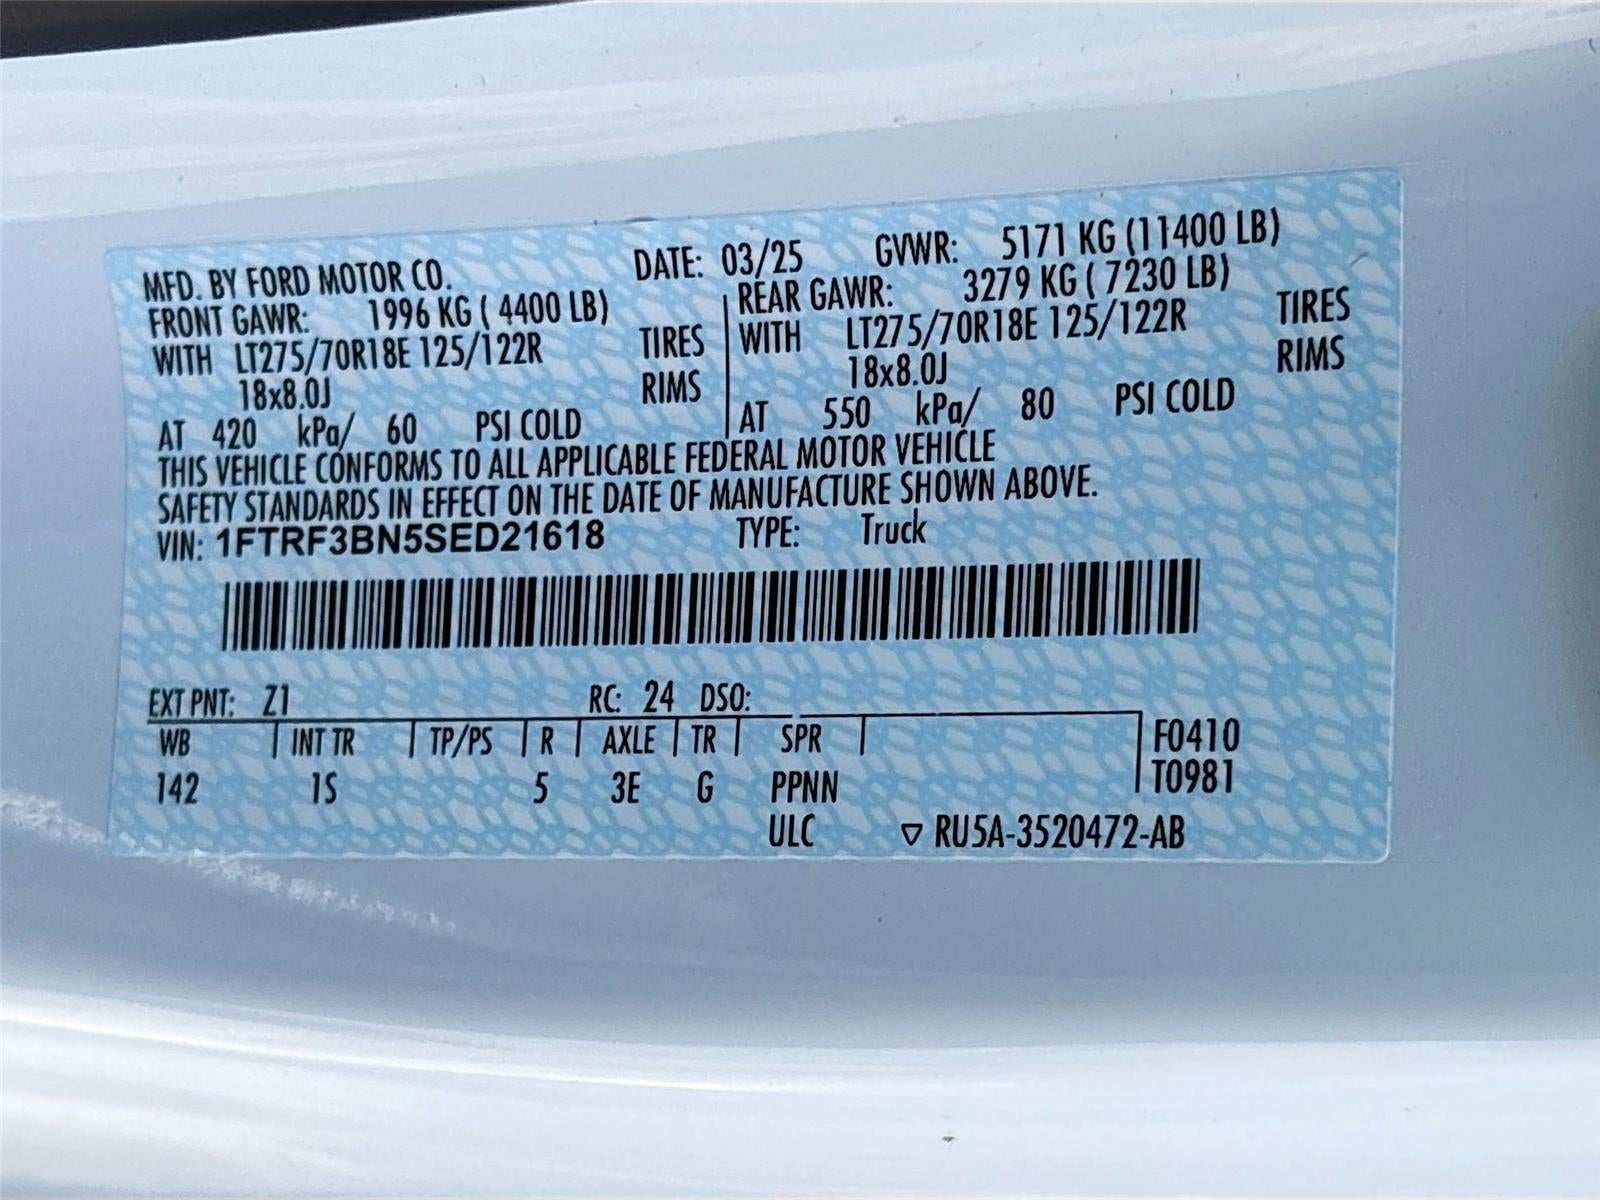 MFD. BY FORD MOTOR CO. DATE: 03/25 GVWR: 5171 KG (11400 LB)
FRONT GAWR: 1996 KG ( 4400 LB) REAR GAWR: 3279 KG ( 7230 LB)
WITH LT275/70R18E 125/122R TIRES WITH LT275/70R18E 125/122R TIRES
18x8.0J RIMS 18x8.0J RIMS
AT 420 kPa/ 60 PSI COLD AT 550 kPa/ 80 PSI COLD
THIS VEHICLE CONFORMS TO ALL APPLICABLE FEDERAL MOTOR VEHICLE
SAFETY STANDARDS IN EFFECT ON THE DATE OF MANUFACTURE SHOWN ABOVE.
VIN: 1FTRF3BN5SED21618 TYPE: Truck
EXT PNT: Z1 RC: 24 DSO:
WB INT TR TP/PS R AXLE TR SPR F0410
142 1S 5 3E G PPNN T0981
ULC ▽ RU5A-3520472-AB